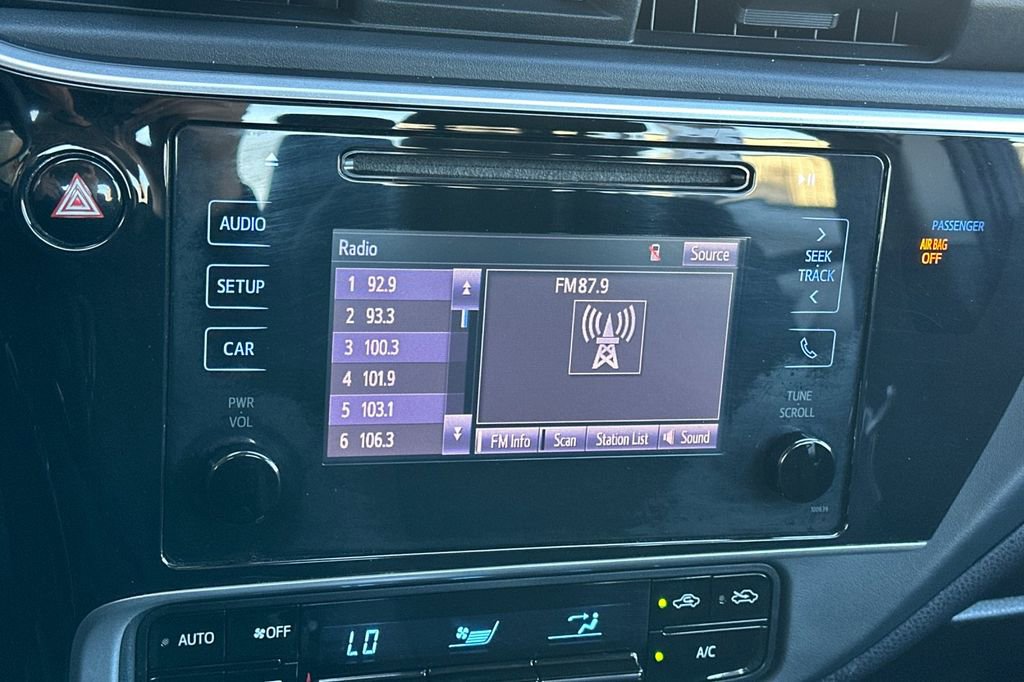 AUDIO
SETUP
CAR
PWR
VOL
Radio
Source
1 92.9
2 93.3
3 100.3
4 101.9
5 103.1
6 106.3
FM87.9
FM Info
Scan
Station List
Sound
SEEK
TRACK
TUNE
SCROLL
100639
PASSENGER
AIR BAG
OFF
AUTO
OFF
LO
A/C